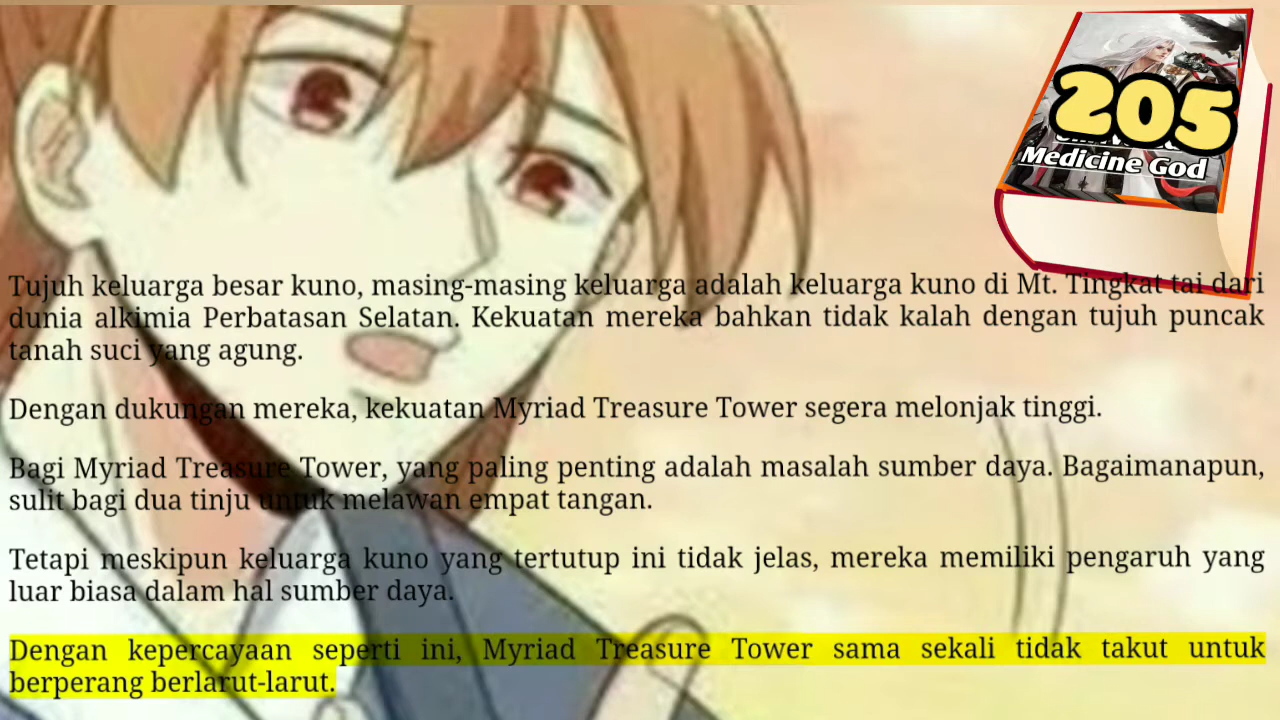 205
Medicine God
Tujuh keluarga besar kuno, masing-masing keluarga adalah keluarga kuno di Mt. Tingkat tai dari
dunia alkimia Perbatasan Selatan. Kekuatan mereka bahkan tidak kalah dengan tujuh puncak
tanah suci yang agung.
Dengan dukungan mereka, kekuatan Myriad Treasure Tower segera melonjak tinggi.
Bagi Myriad Treasure Tower, yang paling penting adalah masalah sumber daya. Bagaimanapun,
sulit bagi dua tinju untuk melawan empat tangan.
Tetapi meskipun keluarga kuno yang tertutup ini tidak jelas, mereka memiliki pengaruh yang
luar biasa dalam hal sumber daya.
Dengan kepercayaan seperti ini, Myriad Treasure Tower sama sekali tidak takut untuk
berperang berlarut-larut.